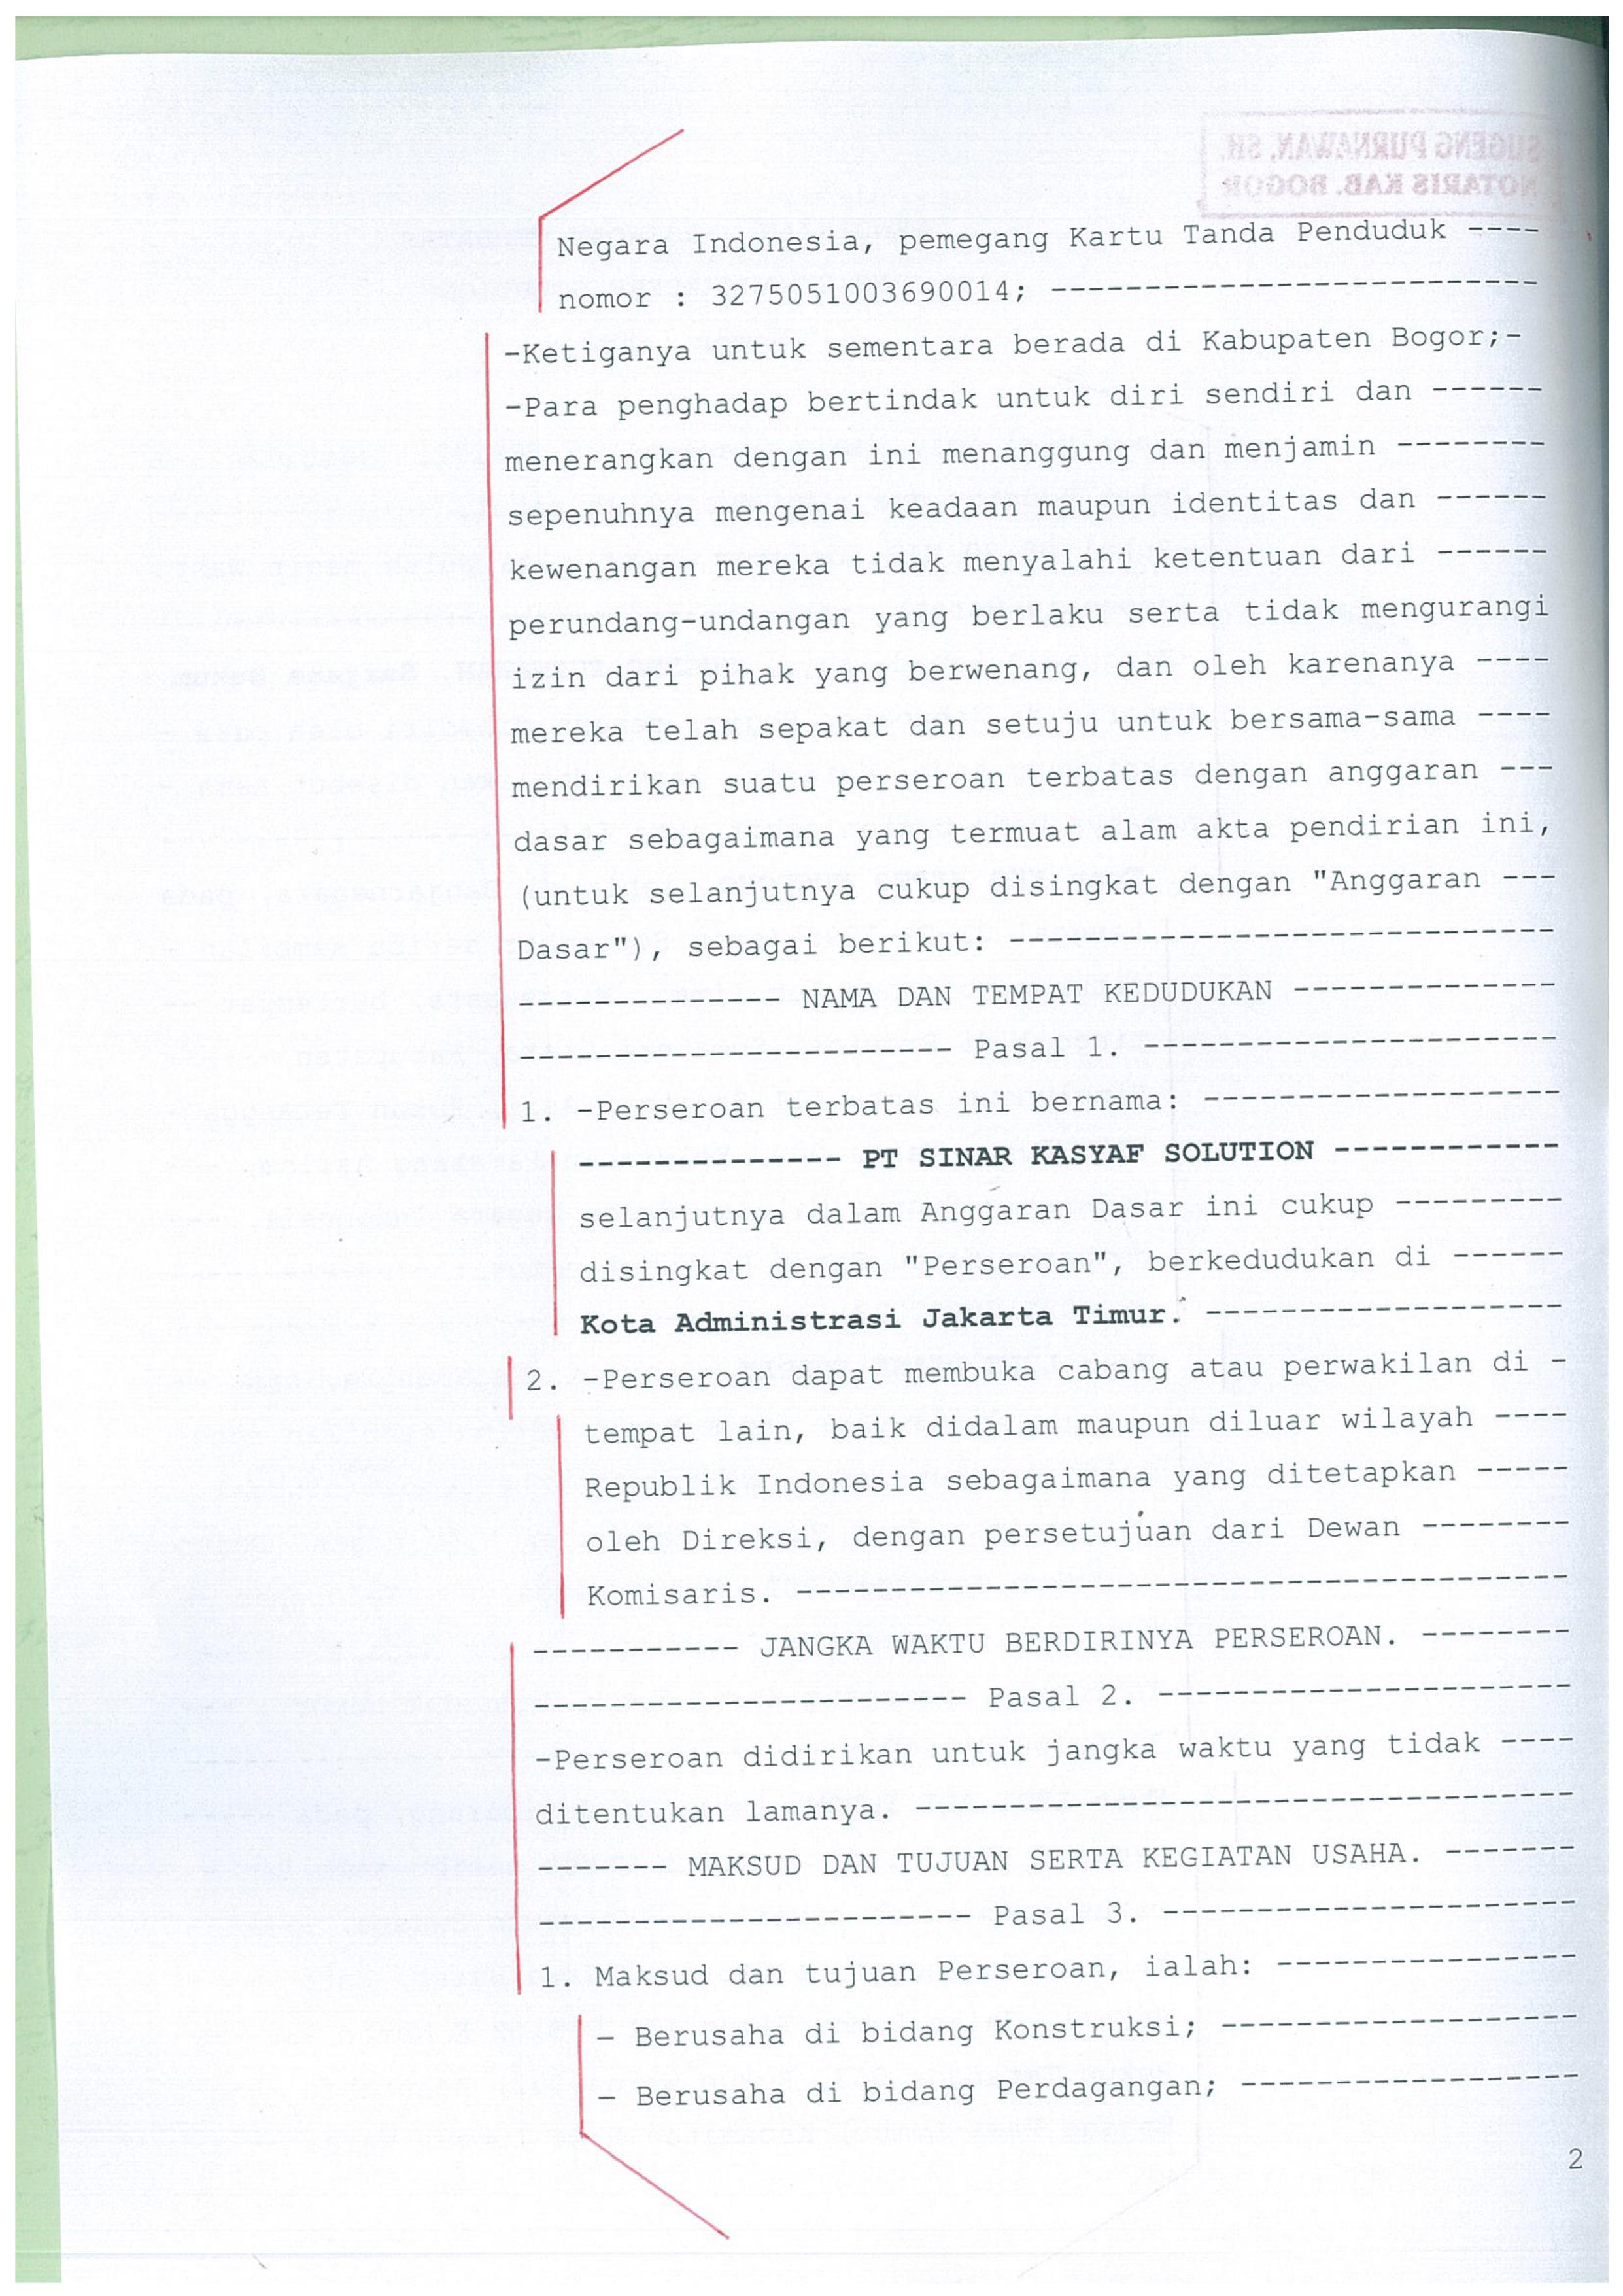 SUGENG PURNAWAN, SH.
NOTARIS KAB. BOGOR
Negara Indonesia, pemegang Kartu Tanda Penduduk ----
nomor : 3275051003690014; --------------------------
-Ketiganya untuk sementara berada di Kabupaten Bogor;-
-Para penghadap bertindak untuk diri sendiri dan ------
menerangkan dengan ini menanggung dan menjamin --------
sepenuhnya mengenai keadaan maupun identitas dan ------
kewenangan mereka tidak menyalahi ketentuan dari ------
perundang-undangan yang berlaku serta tidak mengurangi
izin dari pihak yang berwenang, dan oleh karenanya ----
mereka telah sepakat dan setuju untuk bersama-sama ----
mendirikan suatu perseroan terbatas dengan anggaran ---
dasar sebagaimana yang termuat alam akta pendirian ini,
(untuk selanjutnya cukup disingkat dengan "Anggaran ---
Dasar"), sebagai berikut: -----------------------------
-------------- NAMA DAN TEMPAT KEDUDUKAN --------------
----------------------- Pasal 1. ----------------------
1. -Perseroan terbatas ini bernama: -------------------
-------------- PT SINAR KASYAF SOLUTION ------------
selanjutnya dalam Anggaran Dasar ini cukup ---------
disingkat dengan "Perseroan", berkedudukan di ------
Kota Administrasi Jakarta Timur. -------------------
2. -Perseroan dapat membuka cabang atau perwakilan di -
tempat lain, baik didalam maupun diluar wilayah ----
Republik Indonesia sebagaimana yang ditetapkan -----
oleh Direksi, dengan persetujuan dari Dewan --------
Komisaris. -----------------------------------------
----------- JANGKA WAKTU BERDIRINYA PERSEROAN. --------
----------------------- Pasal 2. ----------------------
-Perseroan didirikan untuk jangka waktu yang tidak ----
ditentukan lamanya. -----------------------------------
------- MAKSUD DAN TUJUAN SERTA KEGIATAN USAHA. -------
----------------------- Pasal 3. ----------------------
1. Maksud dan tujuan Perseroan, ialah: ----------------
– Berusaha di bidang Konstruksi; -------------------
– Berusaha di bidang Perdagangan; ------------------
2